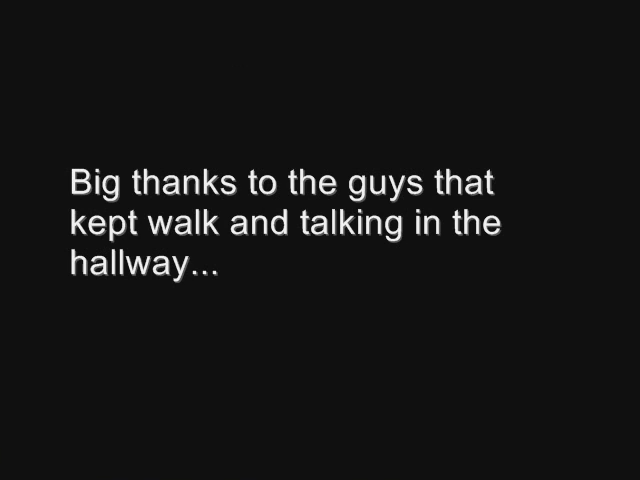 Big thanks to the guys that
kept walk and talking in the
hallway...